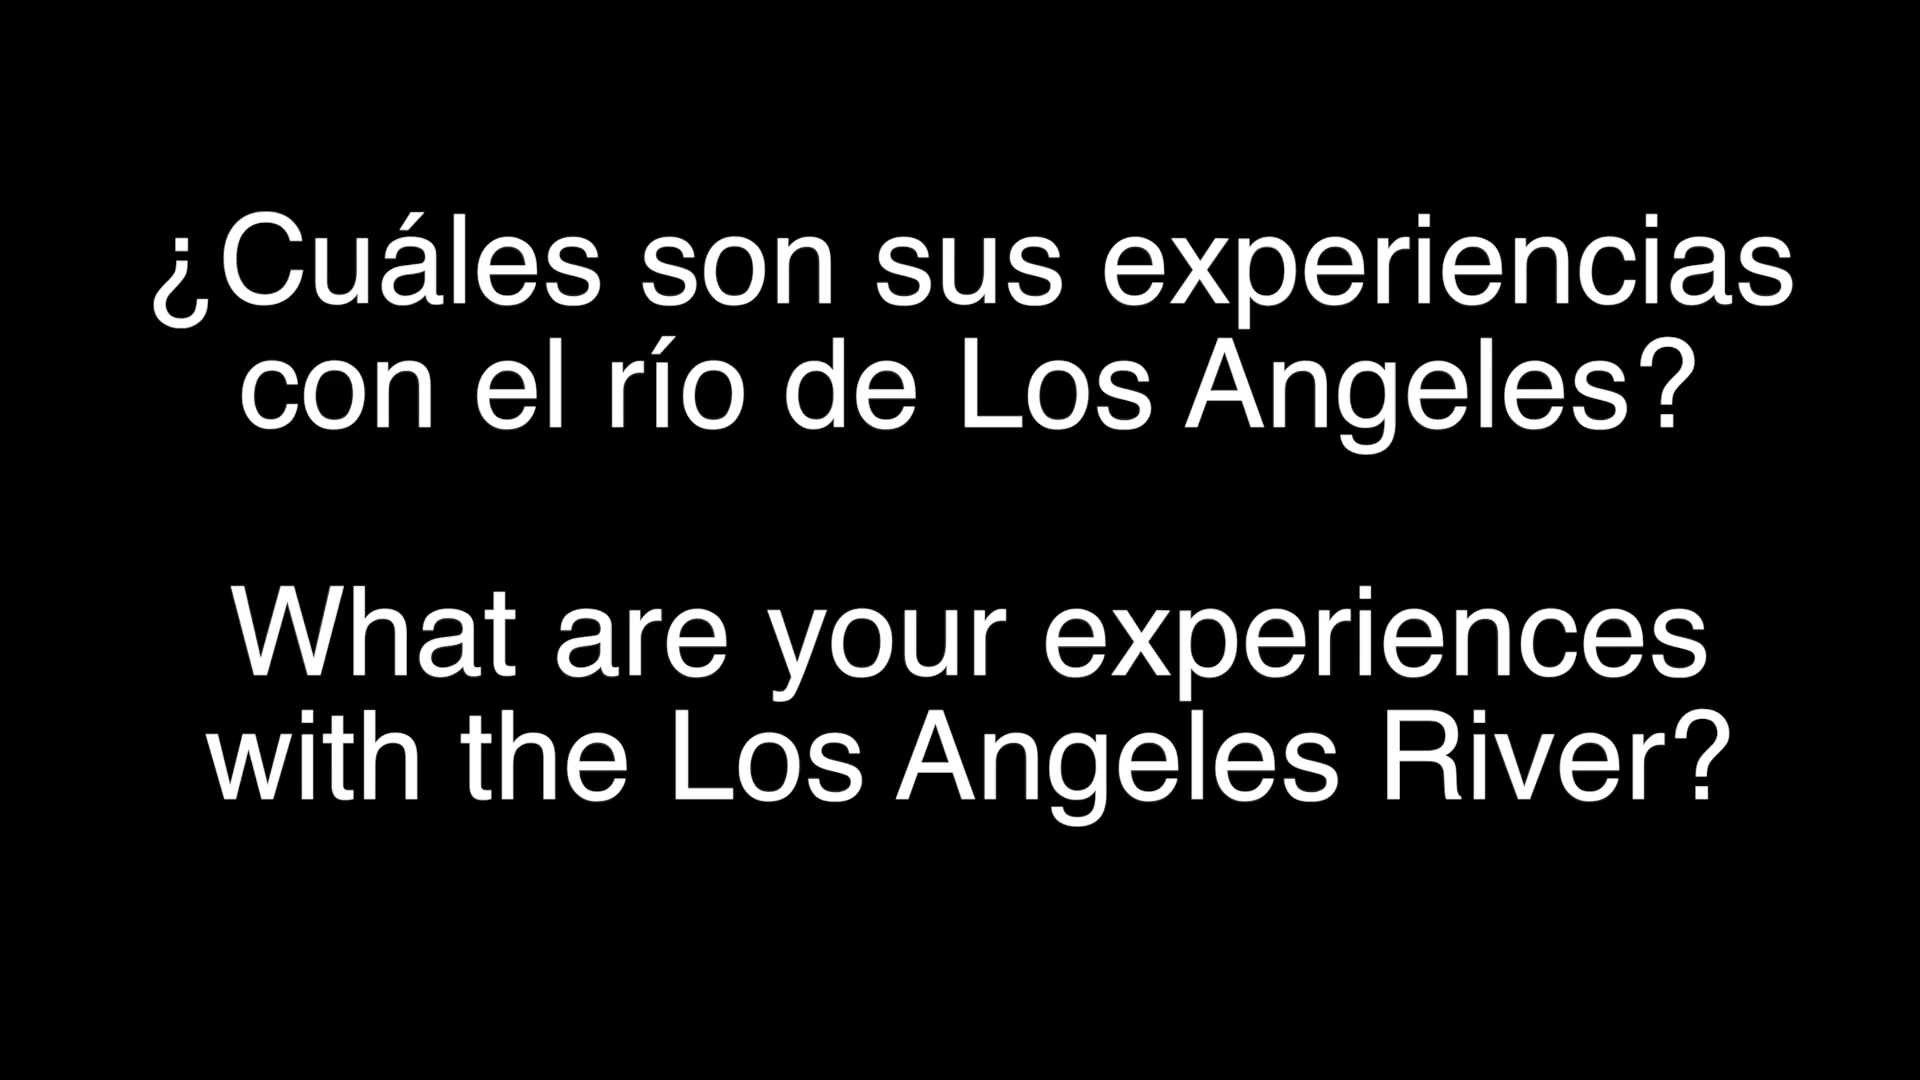 ¿Cuáles son sus experiencias
con el río de Los Angeles?
What are your experiences
with the Los Angeles River?